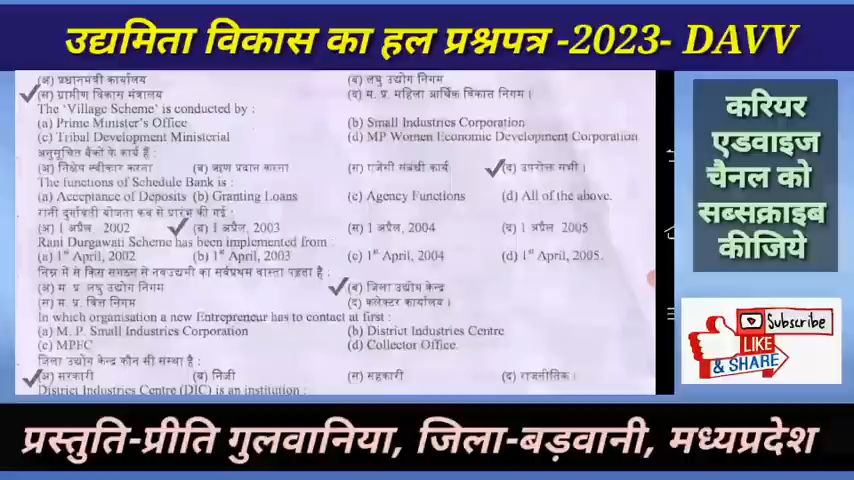 उद्यमिता विकास का हल प्रश्नपत्र -2023- DAVV
(अ) प्रधानमंत्री कार्यालय (ब) लघु उद्योग निगम
(स) ग्रामीण विकास मंत्रालय (द) म. प्र. महिला आर्थिक विकास निगम।
The 'Village Scheme' is conducted by :
(a) Prime Minister's Office (b) Small Industries Corporation
(c) Tribal Development Ministerial (d) MP Women Economic Development Corporation
अनुसूचित बैंकों के कार्य हैं :
(अ) निक्षेप स्वीकार करना (ब) ऋण प्रदान करना (स) एजेंसी संबंधी कार्य (द) उपरोक्त सभी।
The functions of Schedule Bank is :
(a) Acceptance of Deposits (b) Granting Loans (c) Agency Functions (d) All of the above.
रानी दुर्गावती योजना कब से प्रारंभ की गई :
(अ) 1 अप्रैल, 2002 (ब) 1 अप्रैल, 2003 (स) 1 अप्रैल, 2004 (द) 1 अप्रैल 2005
Rani Durgawati Scheme has been implemented from :
(a) 1st April, 2002 (b) 1st April, 2003 (c) 1st April, 2004 (d) 1st April, 2005.
निम्न में से किस संगठन से नवउद्यमी का सर्वप्रथम वास्ता पड़ता है :
(अ) म. प्र. लघु उद्योग निगम (ब) जिला उद्योग केन्द्र
(स) म. प्र. वित्त निगम (द) कलेक्टर कार्यालय।
In which organisation a new Entrepreneur has to contact at first :
(a) M. P. Small Industries Corporation (b) District Industries Centre
(c) MPFC (d) Collector Office.
जिला उद्योग केन्द्र कौन सी संस्था है :
(अ) सरकारी (ब) निजी (स) सहकारी (द) राजनीतिक।
District Industries Centre (DIC) is an institution :
करियर
एडवाइज
चैनल को
सब्सक्राइब
कीजिये
Subscribe
LIKE
& SHARE
प्रस्तुति-प्रीति गुलवानिया, जिला-बड़वानी, मध्यप्रदेश